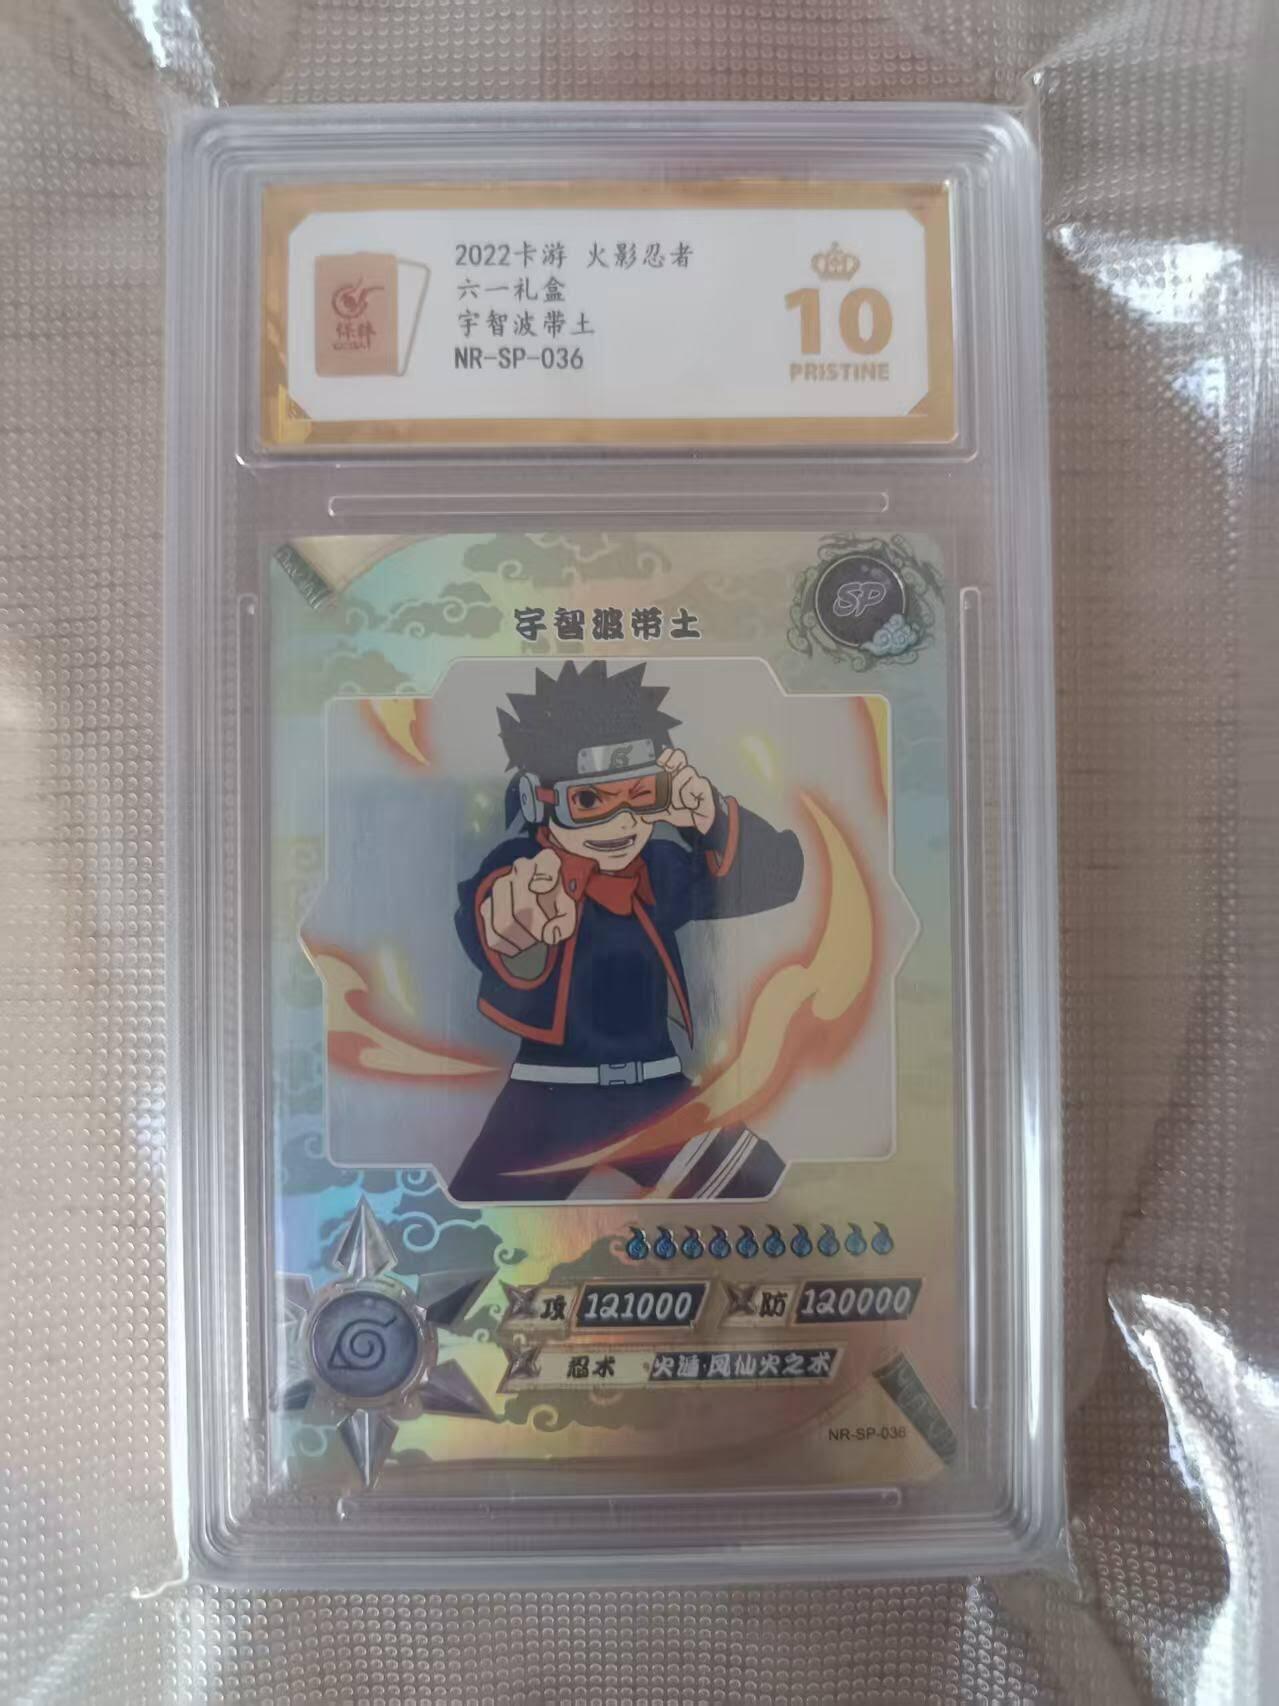 2022卡游 火影忍者
六一礼盒
宇智波带土
NR-SP-036
10
PRISTINE
保粹
SP
宇智波带土
攻 121000 防 120000
忍术 火遁·凤仙火之术
NR-SP-036